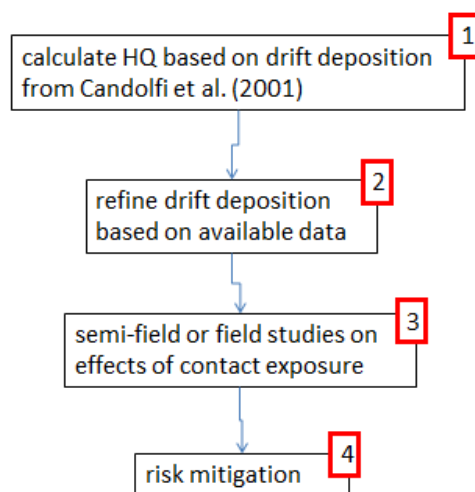 1
calculate HQ based on drift deposition
from Candolfi et al. (2001)
2
refine drift deposition
based on available data
3
semi-field or field studies on
effects of contact exposure
4
risk mitigation